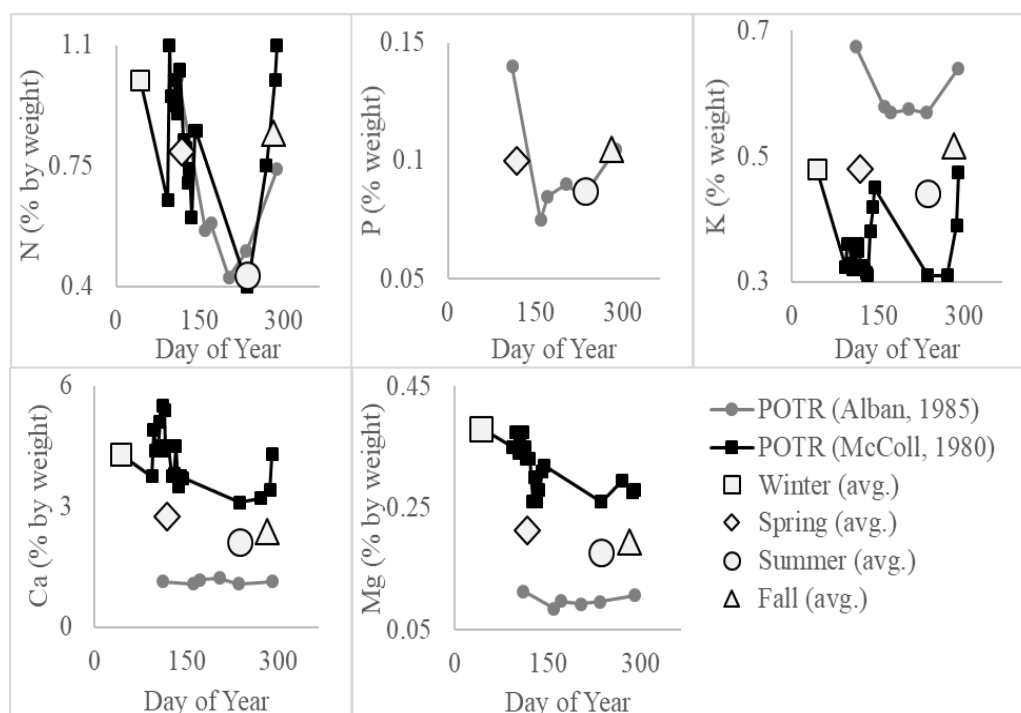 1.1
0.75
0.4
N (% by weight)
0
150
300
Day of Year
0.15
0.1
0.05
P (% weight)
0
150
300
Day of Year
0.7
0.5
0.3
K (% weight)
0
150
300
Day of Year
6
3
0
Ca (% by weight)
0
150
300
Day of Year
0.45
0.25
0.05
Mg (% by weight)
0
150
300
Day of Year
POTR (Alban, 1985)
POTR (McColl, 1980)
Winter (avg.)
Spring (avg.)
Summer (avg.)
Fall (avg.)